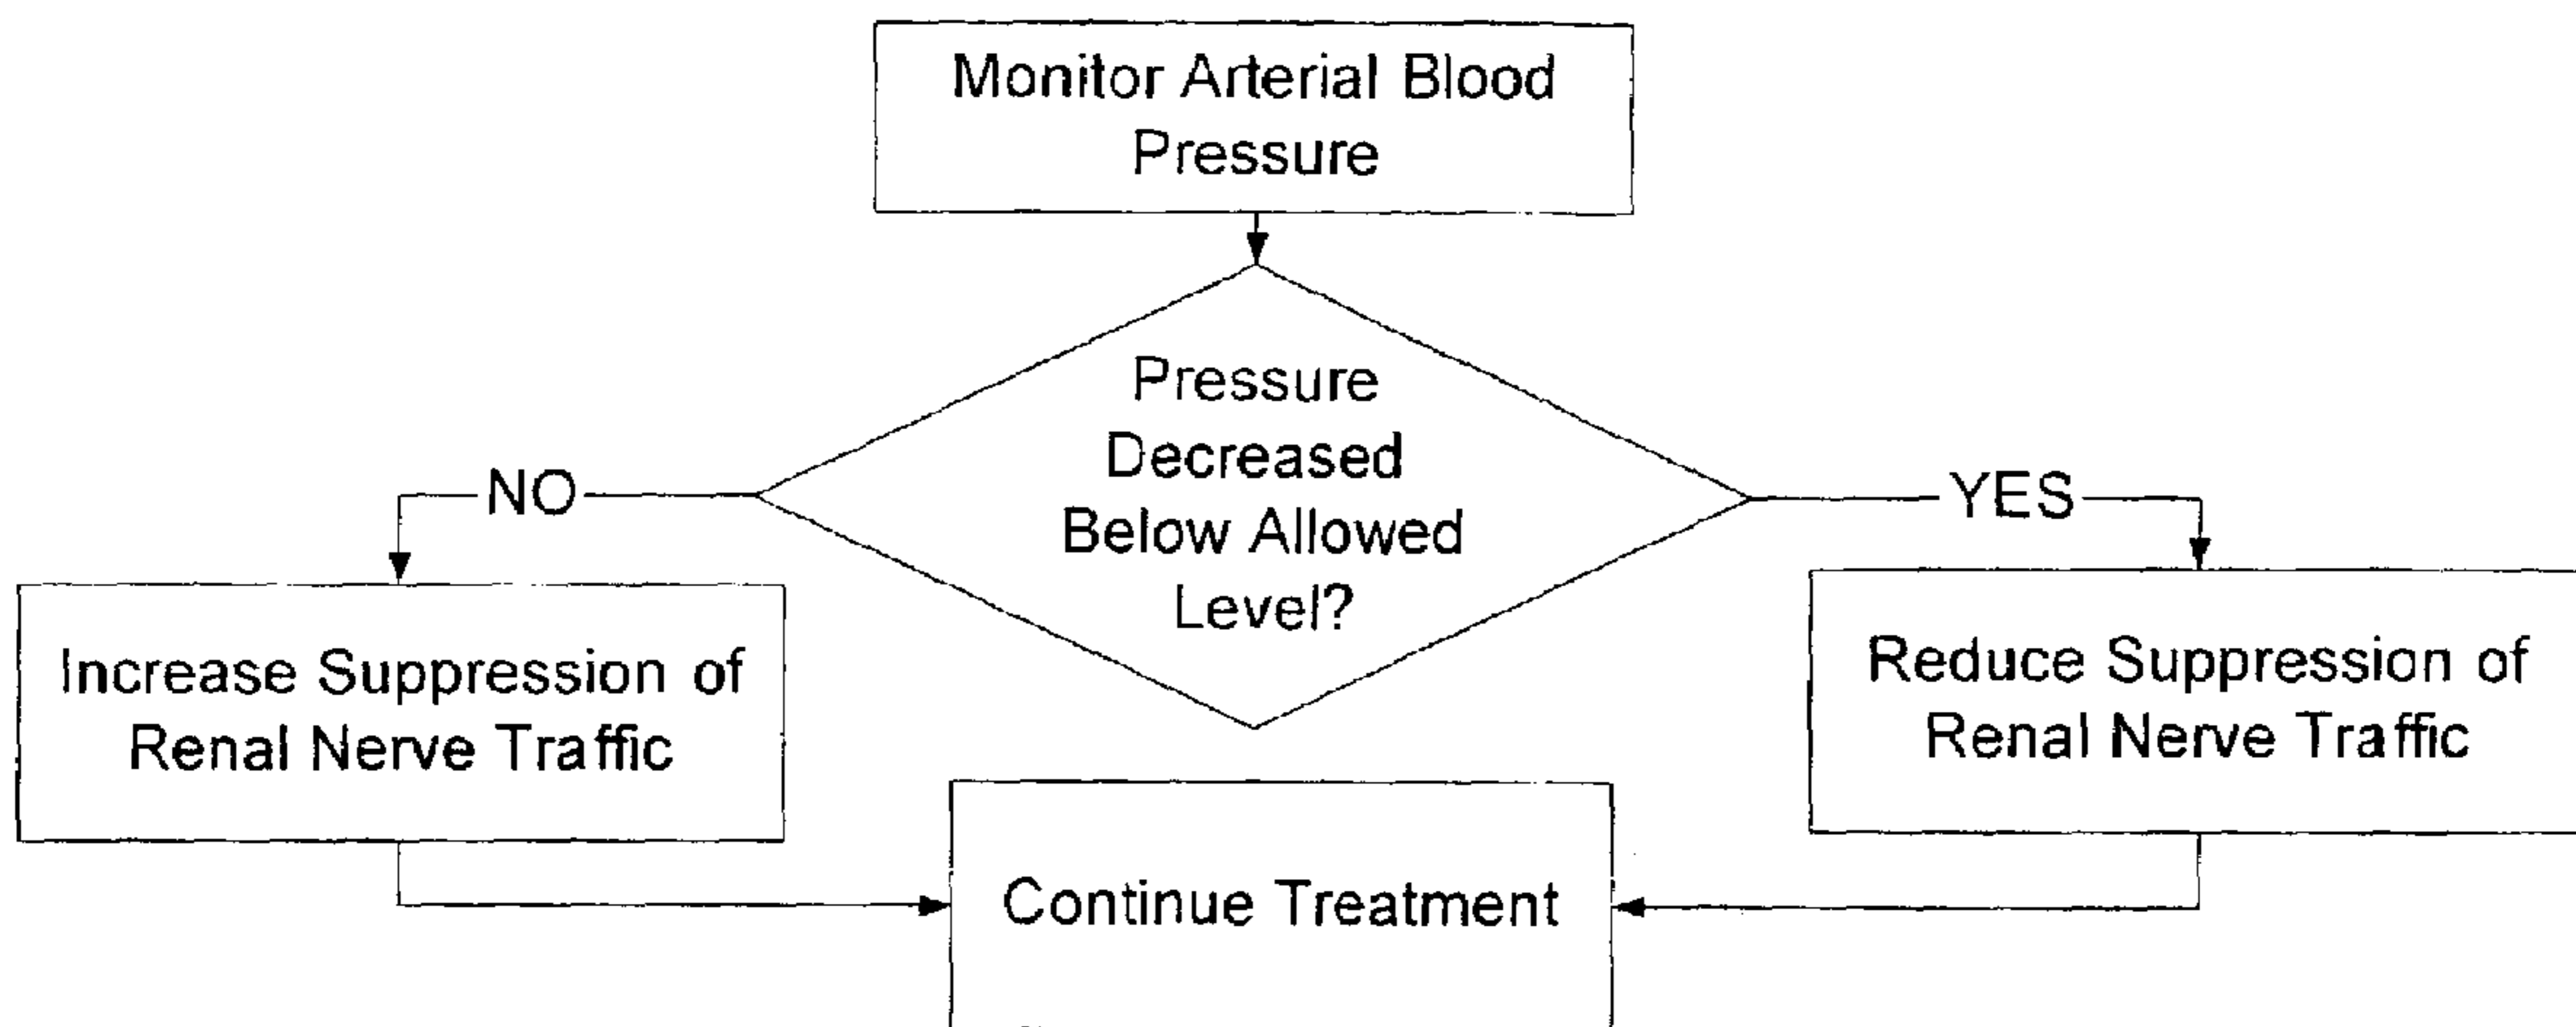 Monitor Arterial Blood
Pressure
Pressure
Decreased
Below Allowed
Level?
NO
YES
Increase Suppression of
Renal Nerve Traffic
Reduce Suppression of
Renal Nerve Traffic
Continue Treatment